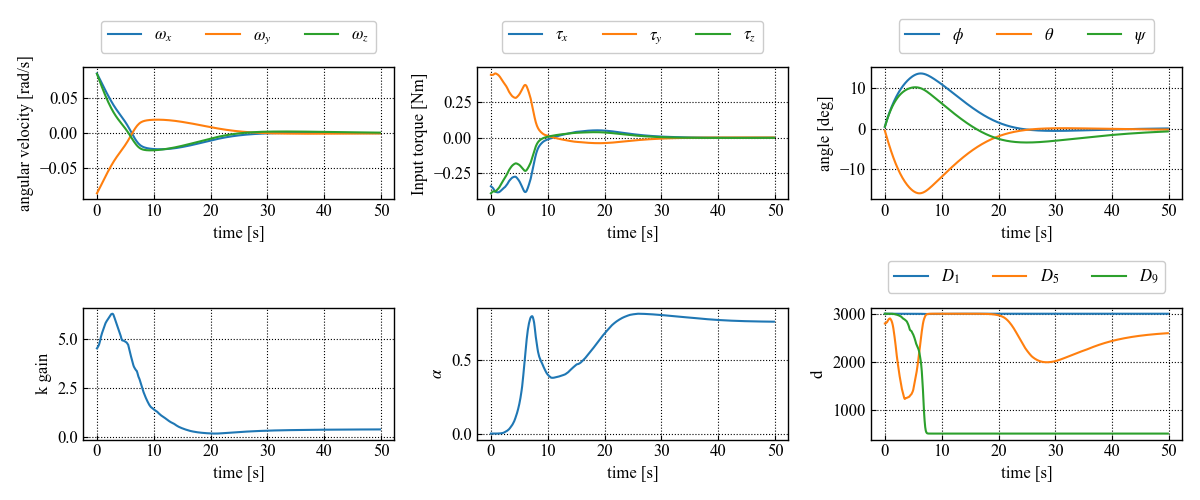 ωx ωy ωz
τx τy τz
ϕ θ ψ
angular velocity [rad/s]
0.05
0.00
−0.05
0 10 20 30 40 50
time [s]
Input torque [Nm]
0.25
0.00
−0.25
0 10 20 30 40 50
time [s]
angle [deg]
10
0
−10
0 10 20 30 40 50
time [s]
D1 D5 D9
k gain
5.0
2.5
0.0
0 10 20 30 40 50
time [s]
α
0.5
0.0
0 10 20 30 40 50
time [s]
d
3000
2000
1000
0 10 20 30 40 50
time [s]